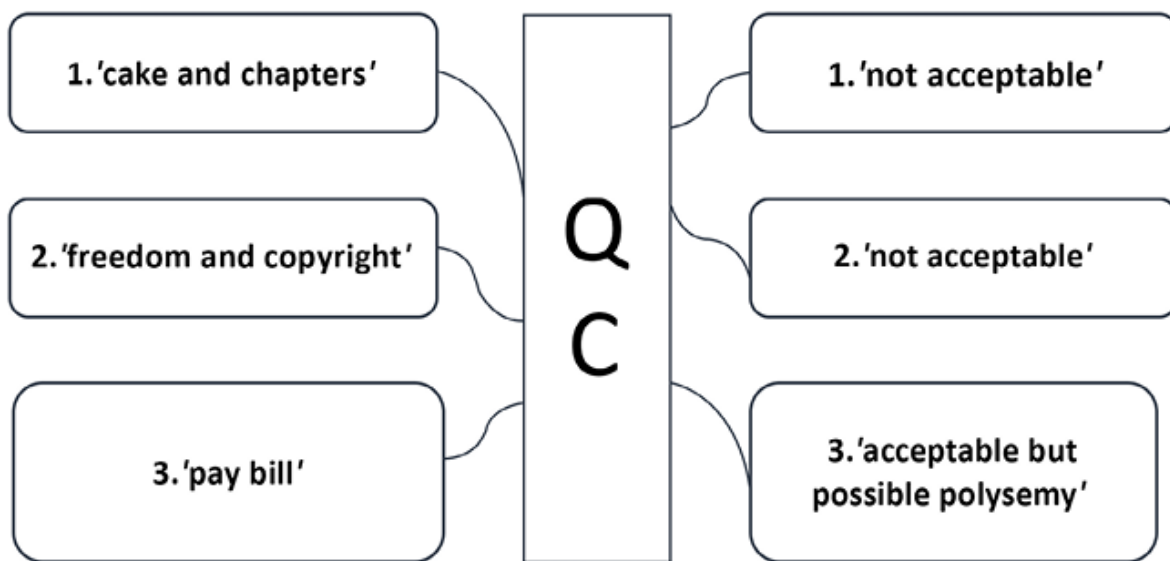 1.'cake and chapters'
2.'freedom and copyright'
3.'pay bill'
Q
C
1.'not acceptable'
2.'not acceptable'
3.'acceptable but
possible polysemy'